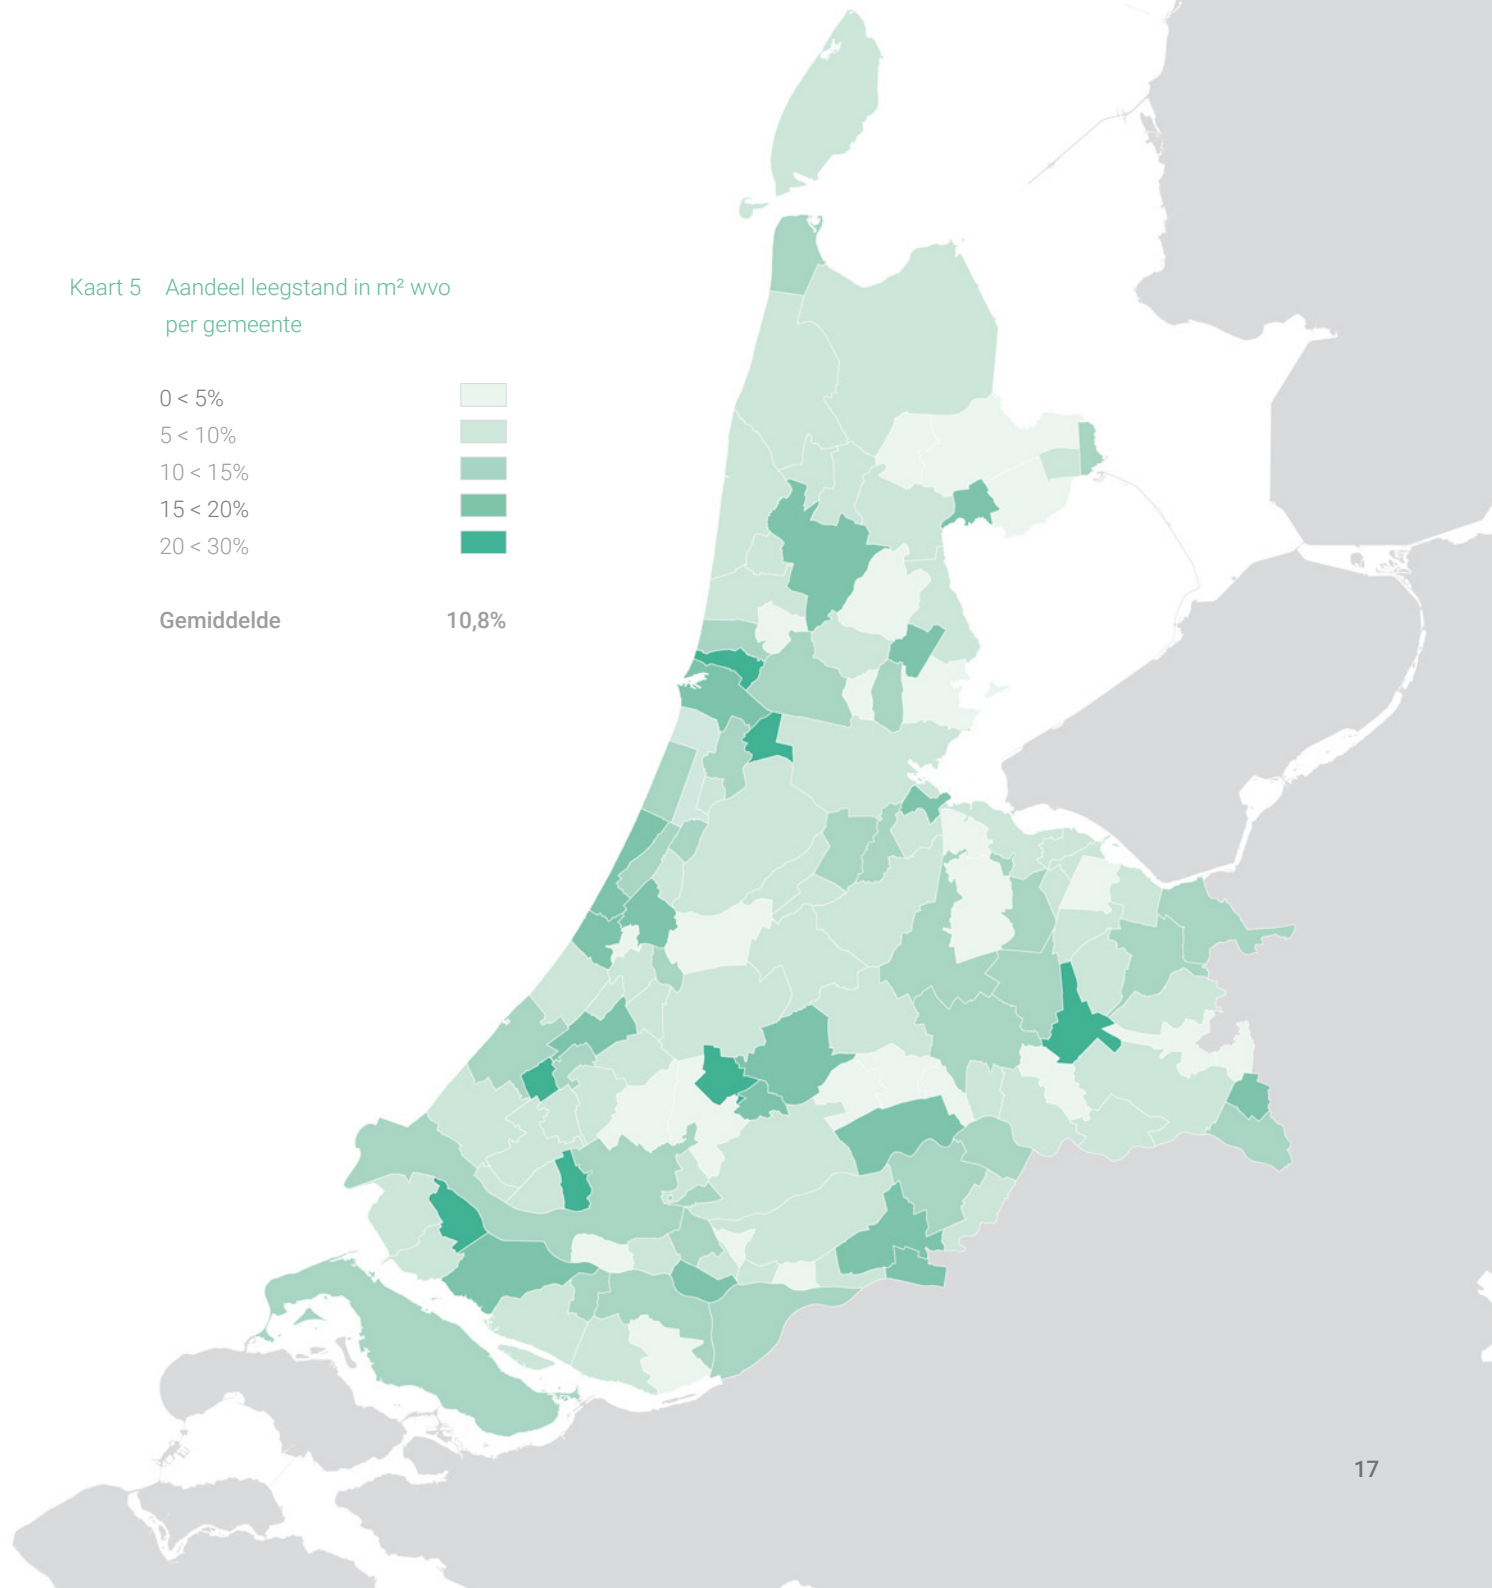 Kaart 5 Aandeel leegstand in m² wvo
per gemeente
0 < 5%
5 < 10%
10 < 15%
15 < 20%
20 < 30%
Gemiddelde 10,8%
17